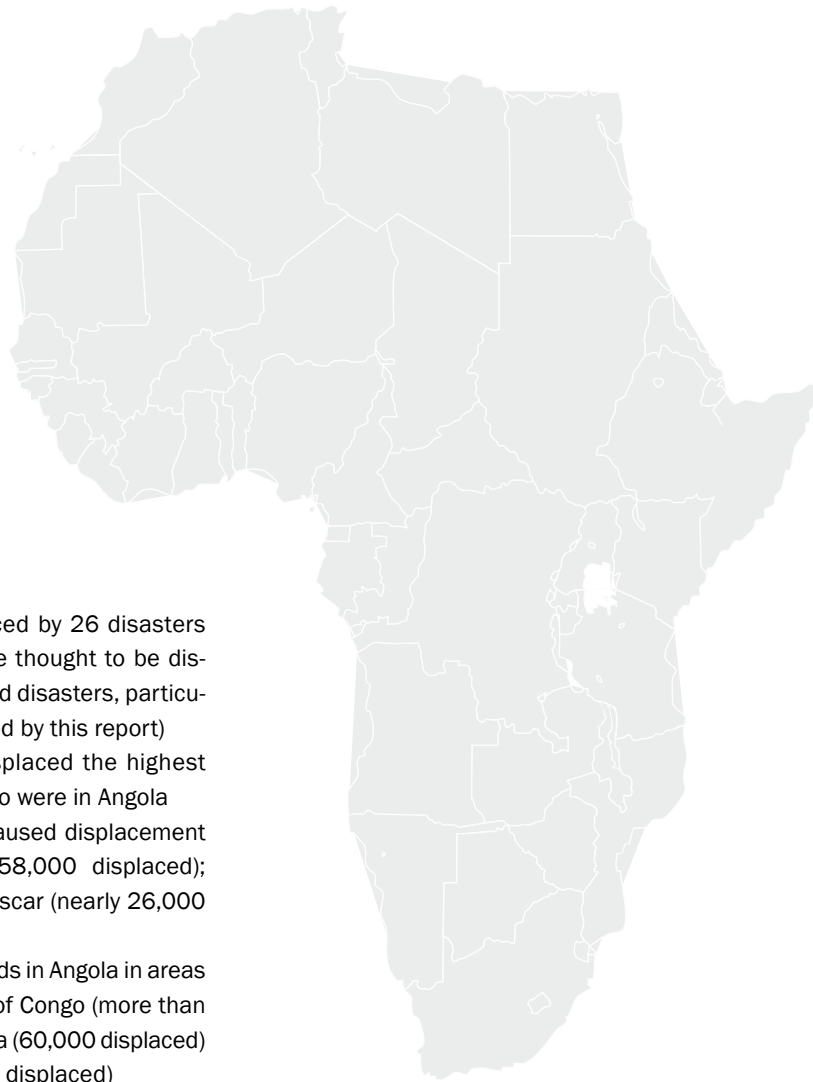 ced by 26 disasters
e thought to be dis-
d disasters, particu-
d by this report)
splaced the highest
o were in Angola
aused displacement
58,000 displaced);
scar (nearly 26,000
ds in Angola in areas
of Congo (more than
a (60,000 displaced)
displaced)